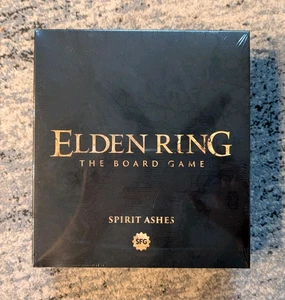 ELDEN RING
THE BOARD GAME
SPIRIT ASHES
SFG